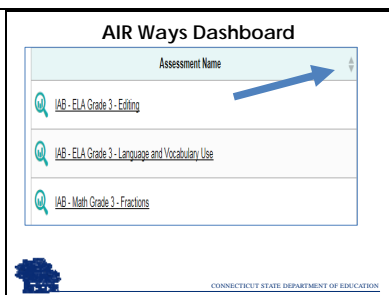 AIR Ways Dashboard
Assessment Name
IAB - ELA Grade 3 - Editing
IAB - ELA Grade 3 - Language and Vocabulary Use
IAB - Math Grade 3 - Fractions
CONNECTICUT STATE DEPARTMENT OF EDUCATION